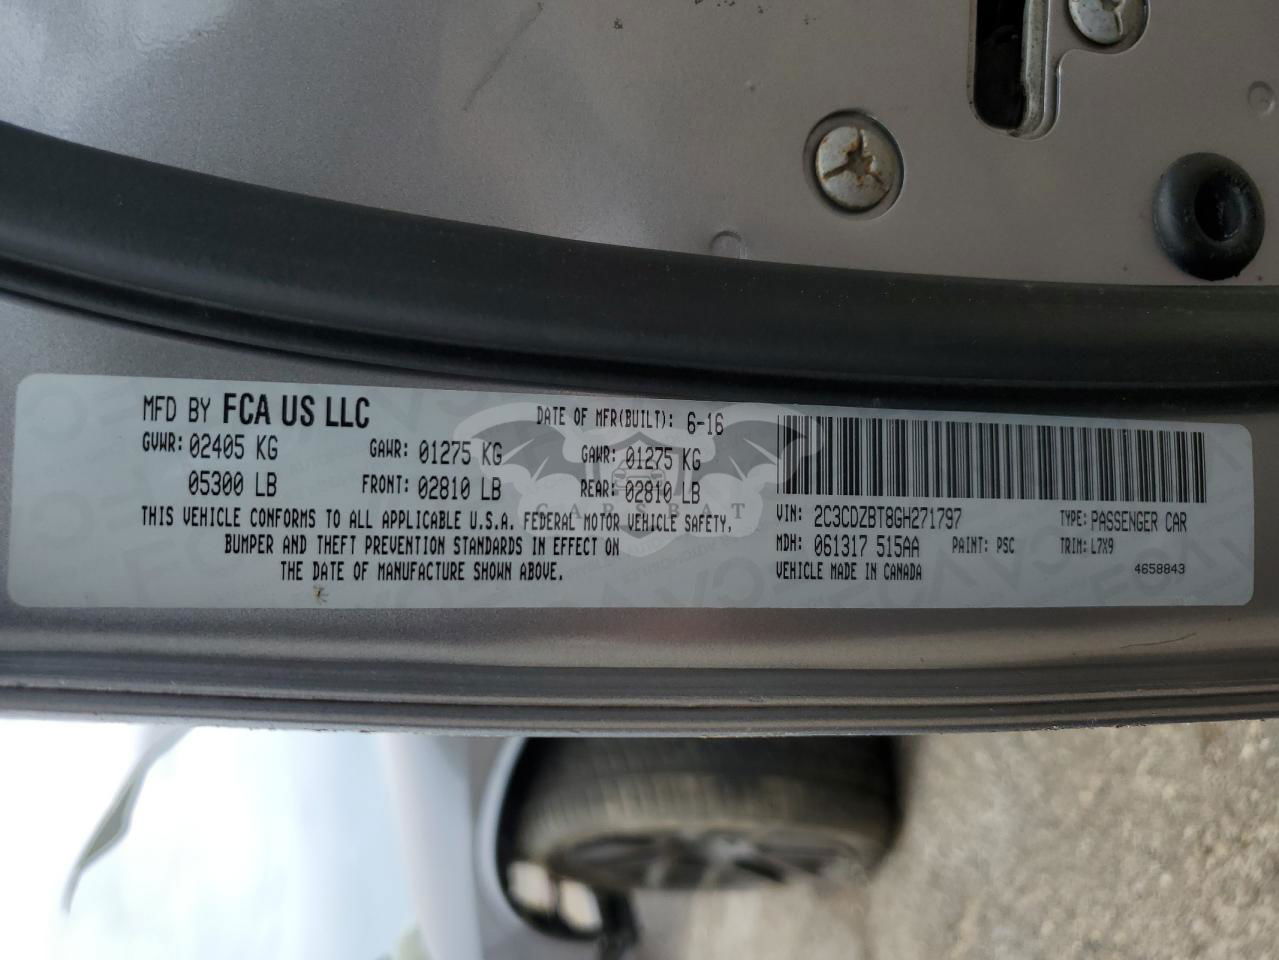 MFD BY FCA US LLC DATE OF MFR(BUILT): 6-16
GVWR: 02405 KG GAWR: 01275 KG GAWR: 01275 KG
05300 LB FRONT: 02810 LB REAR: 02810 LB
THIS VEHICLE CONFORMS TO ALL APPLICABLE U.S.A. FEDERAL MOTOR VEHICLE SAFETY,
BUMPER AND THEFT PREVENTION STANDARDS IN EFFECT ON
THE DATE OF MANUFACTURE SHOWN ABOVE.
VIN: 2C3CDZBT8GH271797 TYPE: PASSENGER CAR
MDH: 061317 515AA PAINT: PSC TRIM: L7X9
VEHICLE MADE IN CANADA 4658843
CARSBAT